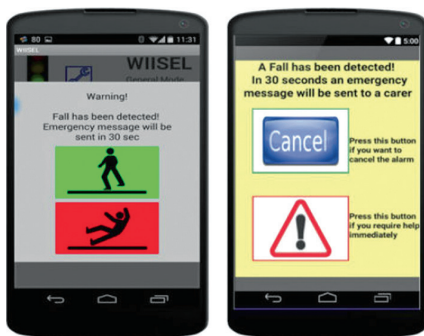 80 11:31
WIISEL
WIISEL
General Mode
Warning!
Fall has been detected!
Emergency message will be
sent in 30 sec
5:00
A Fall has been detected!
In 30 seconds an emergency
message will be sent to a carer
Cancel
Press this button
if you want to
cancel the alarm
Press this button
if you require help
immediately